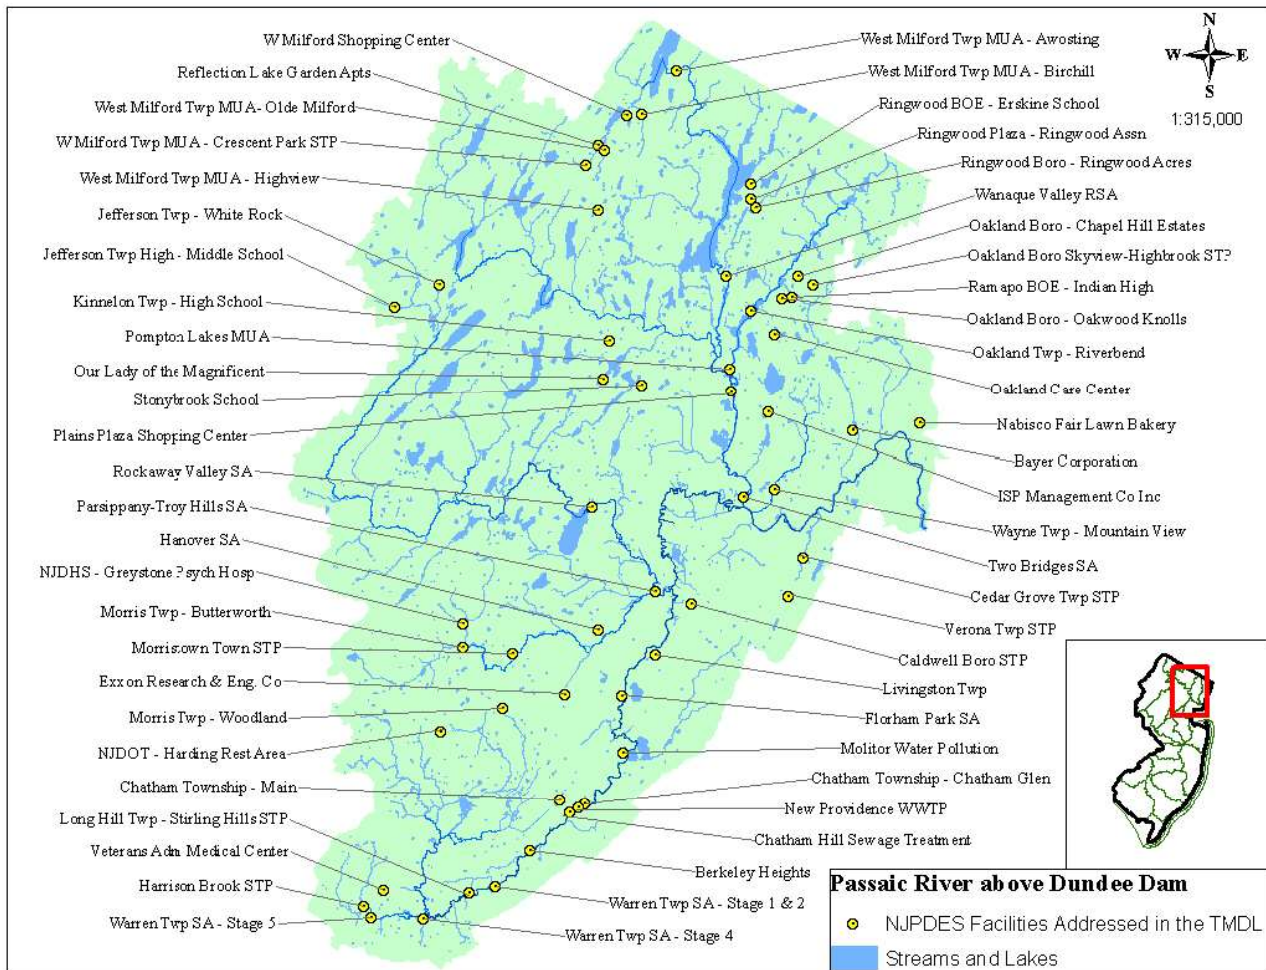 W Milford Shopping Center
Reflection Lake Garden Apts
West Milford Twp MUA- Olde Milford
W Milford Twp MUA - Crescent Park STP
West Milford Twp MUA - Highview
Jefferson Twp - White Rock
Jefferson Twp High - Middle School
Kinnelon Twp - High School
Pompton Lakes MUA
Our Lady of the Magnificent
Stonybrook School
Plains Plaza Shopping Center
Rockaway Valley SA
Parsippany-Troy Hills SA
Hanover SA
NJDHS - Greystone ?sych Hosp
Morris Twp - Butterworth
Morristown Town STP
Exxon Research & Eng. Co
Morris Twp - Woodland
NJDOT - Harding Rest Area
Chatham Township - Main
Long Hill Twp - Stirling Hills STP
Veterans Adm Medical Center
Harrison Brook STP
Warren Twp SA - Stage 5
West Milford Twp MUA - Awosting
West Milford Twp MUA - Birchill
Ringwood BOE - Erskine School
Ringwood Plaza - Ringwood Assn
Ringwood Boro - Ringwood Acres
Wanaque Valley RSA
Oakland Boro - Chapel Hill Estates
Oakland Boro Skyview-Highbrook ST?
Ramapo BOE - Indian High
Oakland Boro - Oakwood Knolls
Oakland Twp - Riverbend
Oakland Care Center
Nabisco Fair Lawn Bakery
Bayer Corporation
ISP Management Co Inc
Wayne Twp - Mountain View
Two Bridges SA
Cedar Grove Twp STP
Verona Twp STP
Caldwell Boro STP
Livingston Twp
Florham Park SA
Molitor Water Pollution
Chatham Township - Chatham Glen
New Providence WWTP
Chatham Hill Sewage Treatment
Berkeley Heights
Warren Twp SA - Stage 1 & 2
Warren Twp SA - Stage 4
N
W E
S
1:315,000
Passaic River above Dundee Dam
NJPDES Facilities Addressed in the TMDL
Streams and Lakes